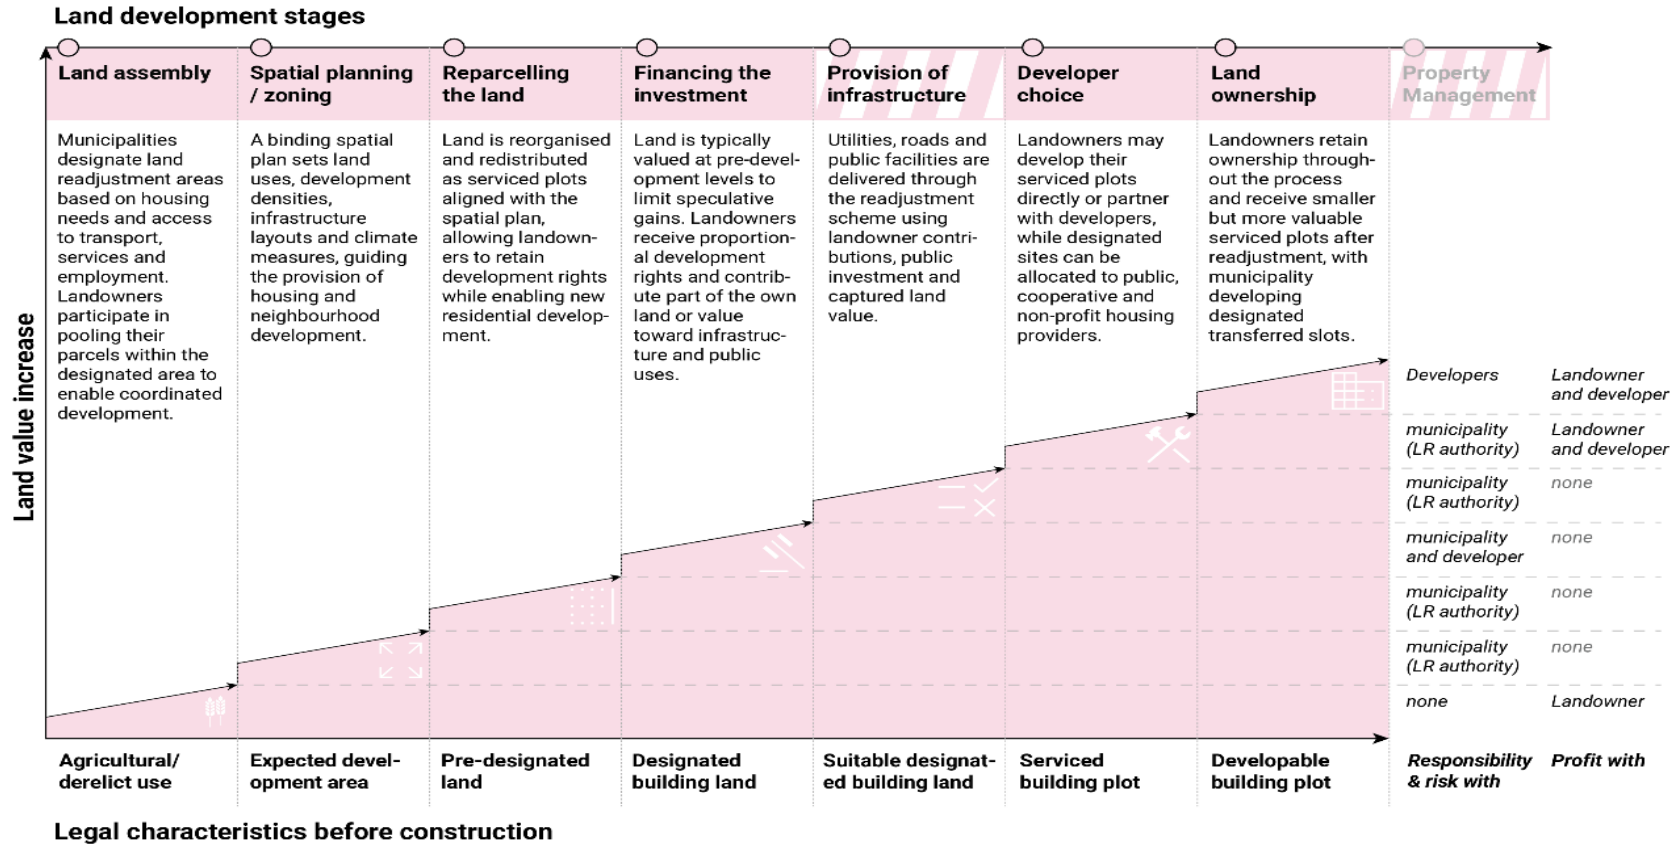 Land development stages
Land assembly
Municipalities
designate land
readjustment areas
based on housing
needs and access
to transport,
services and
employment.
Landowners
participate in
pooling their
parcels within the
designated area to
enable coordinated
development.
Spatial planning
/ zoning
A binding spatial
plan sets land
uses, development
densities,
infrastructure
layouts and climate
measures, guiding
the provision of
housing and
neighbourhood
development.
Reparcelling
the land
Land is reorganised
and redistributed
as serviced plots
aligned with the
spatial plan,
allowing landown-
ers to retain
development rights
while enabling new
residential develop-
ment.
Financing the
investment
Land is typically
valued at pre-devel-
opment levels to
limit speculative
gains. Landowners
receive proportion-
al development
rights and contrib-
ute part of the own
land or value
toward infrastruc-
ture and public
uses.
Provision of
infrastructure
Utilities, roads and
public facilities are
delivered through
the readjustment
scheme using
landowner contri-
butions, public
investment and
captured land
value.
Developer
choice
Landowners may
develop their
serviced plots
directly or partner
with developers,
while designated
sites can be
allocated to public,
cooperative and
non-profit housing
providers.
Land
ownership
Landowners retain
ownership through-
out the process
and receive smaller
but more valuable
serviced plots after
readjustment, with
municipality
developing
designated
transferred slots.
Property
Management
Land value increase
Developers
Landowner
and developer
municipality
(LR authority)
Landowner
and developer
municipality
(LR authority)
none
municipality
and developer
none
municipality
(LR authority)
none
municipality
(LR authority)
none
none
Landowner
Agricultural/
derelict use
Expected devel-
opment area
Pre-designated
land
Designated
building land
Suitable designat-
ed building land
Serviced
building plot
Developable
building plot
Responsibility
& risk with
Profit with
Legal characteristics before construction